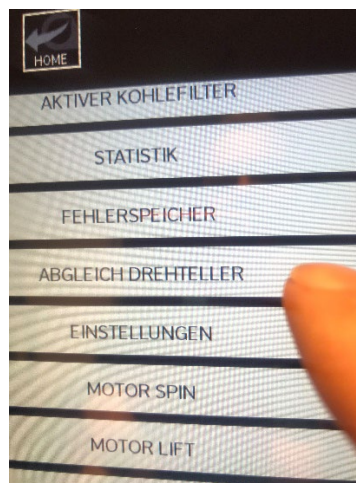 HOME
AKTIVER KOHLEFILTER
STATISTIK
FEHLERSPEICHER
ABGLEICH DREHTELLER
EINSTELLUNGEN
MOTOR SPIN
MOTOR LIFT